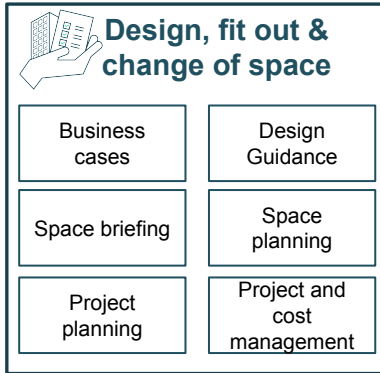 Design, fit out &
change of space
Business
cases
Design
Guidance
Space briefing
Space
planning
Project
planning
Project and
cost
management